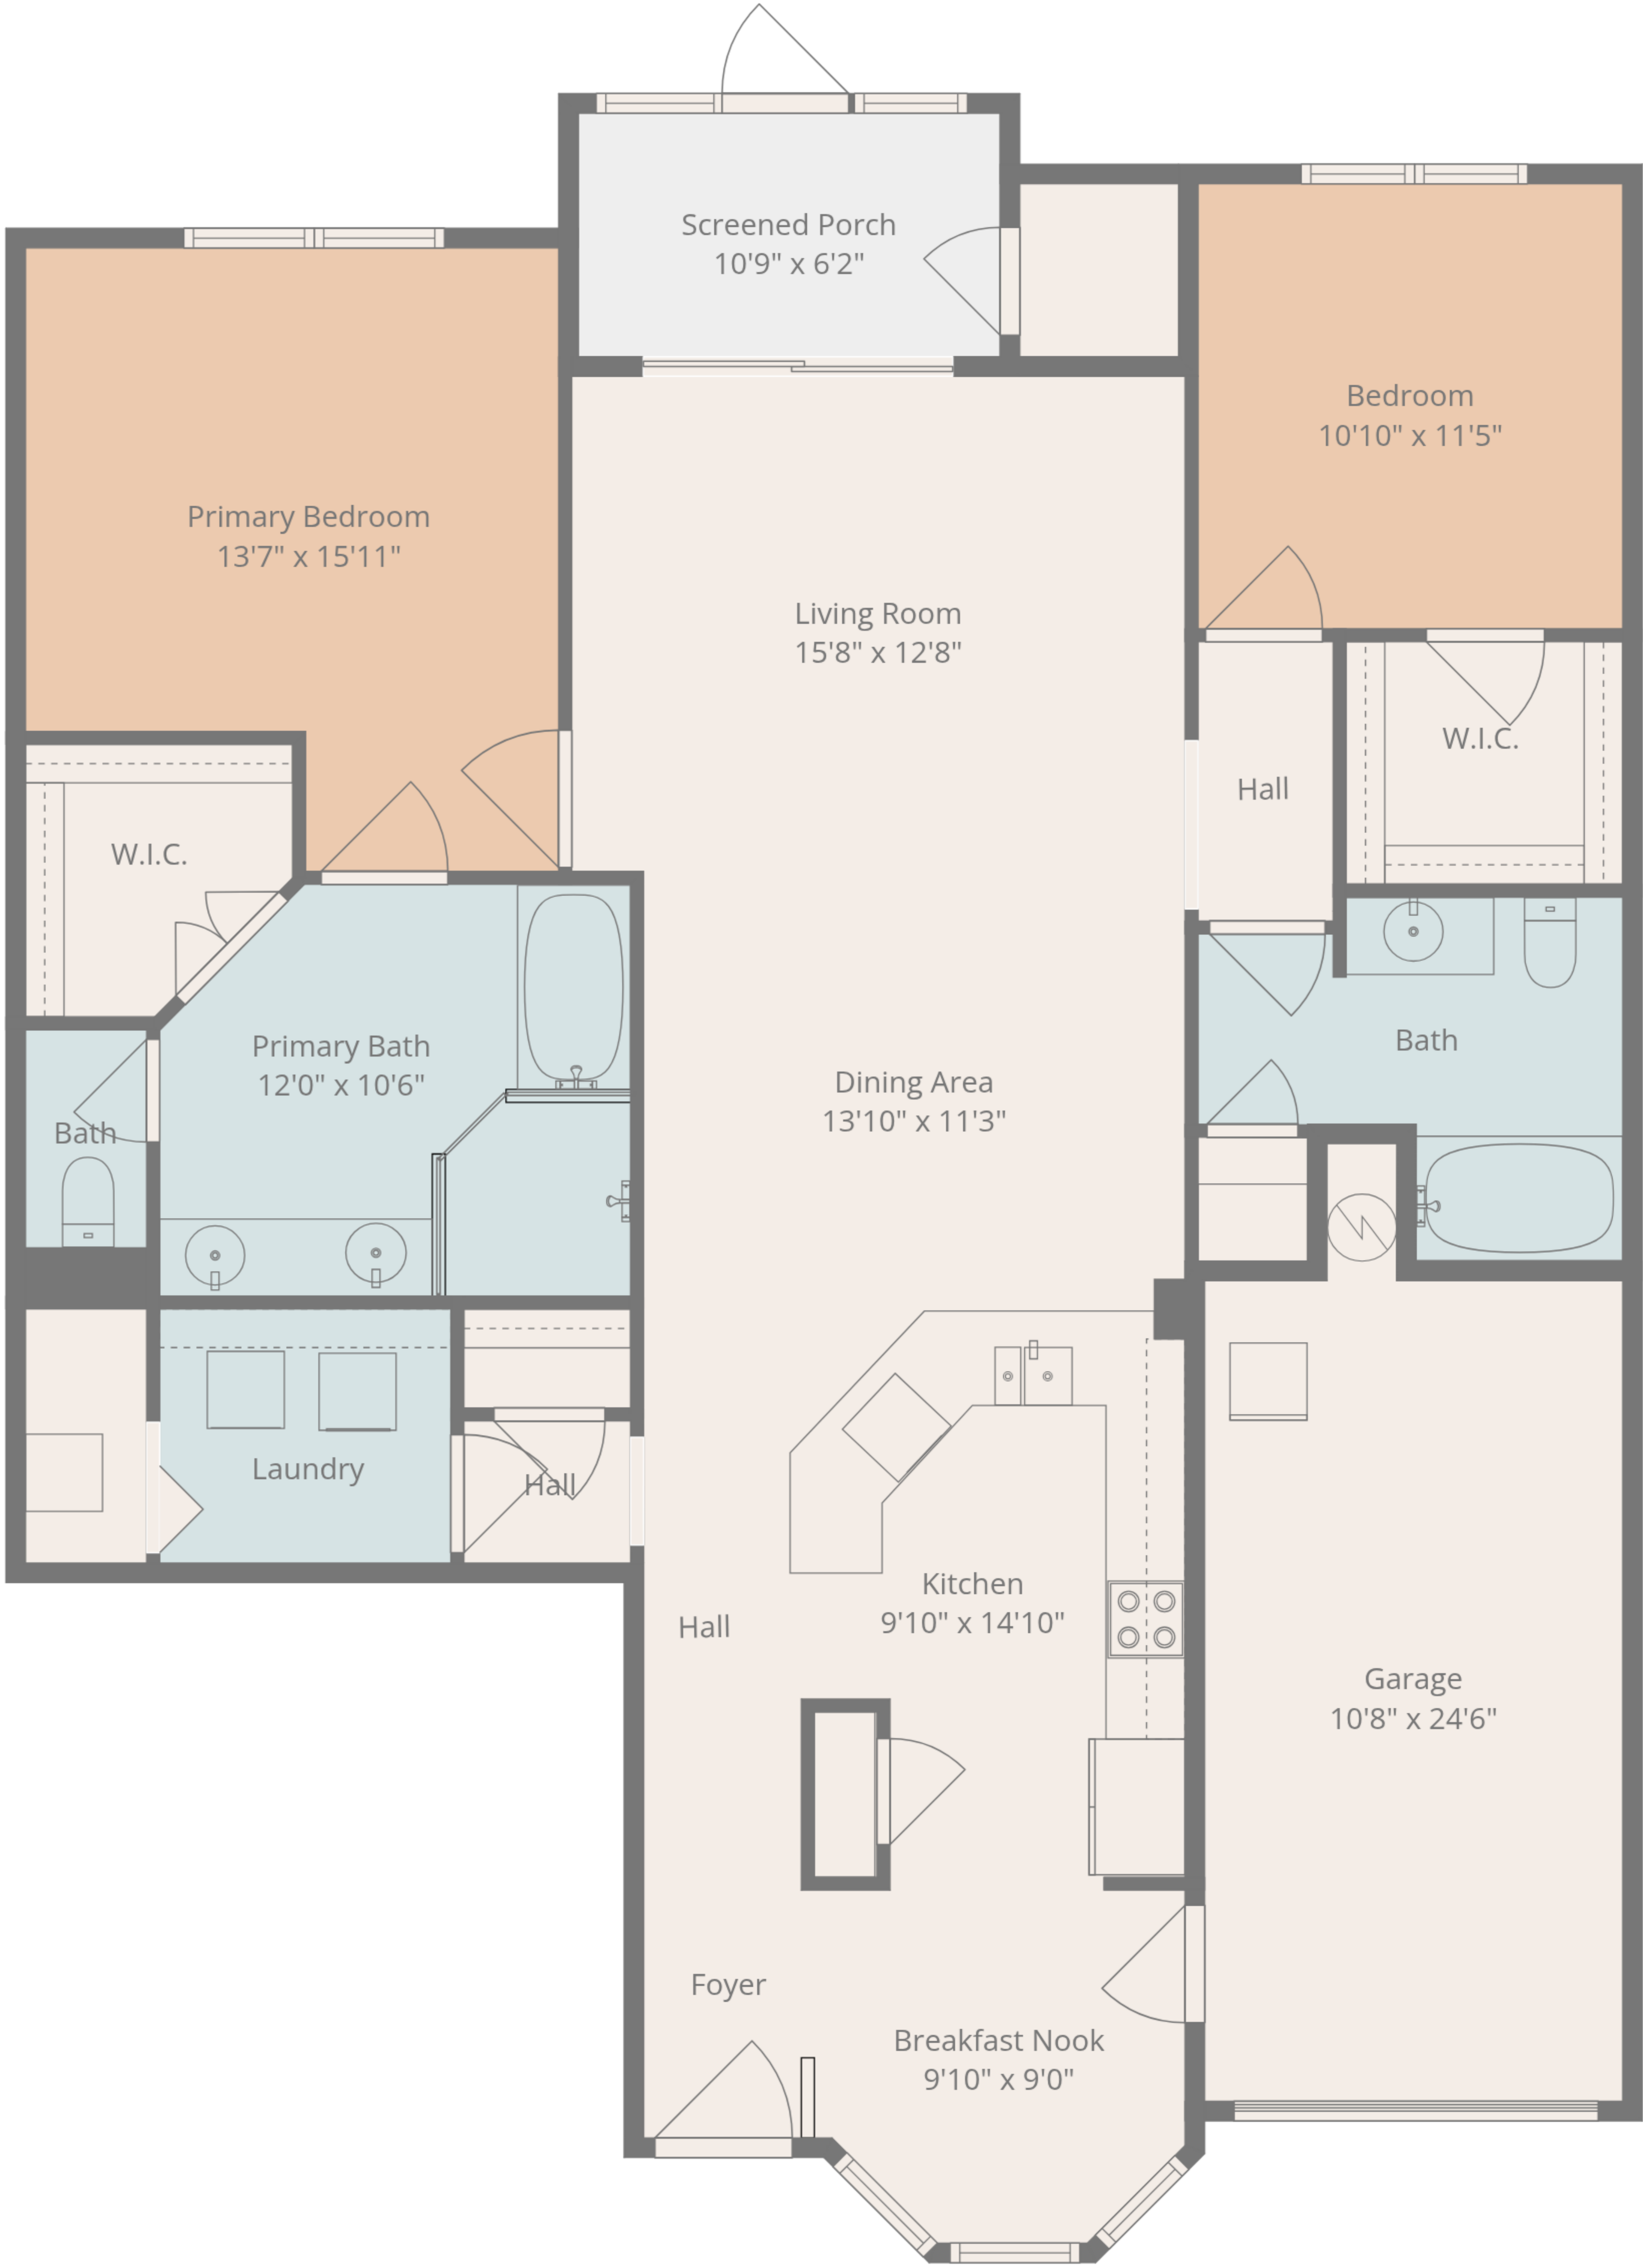 Screened Porch
10'9" x 6'2"
Bedroom
10'10" x 11'5"
Primary Bedroom
13'7" x 15'11"
Living Room
15'8" x 12'8"
W.I.C.
Hall
W.I.C.
Primary Bath
12'0" x 10'6"
Bath
Dining Area
13'10" x 11'3"
Bath
Laundry
Hall
Kitchen
9'10" x 14'10"
Hall
Garage
10'8" x 24'6"
Foyer
Breakfast Nook
9'10" x 9'0"